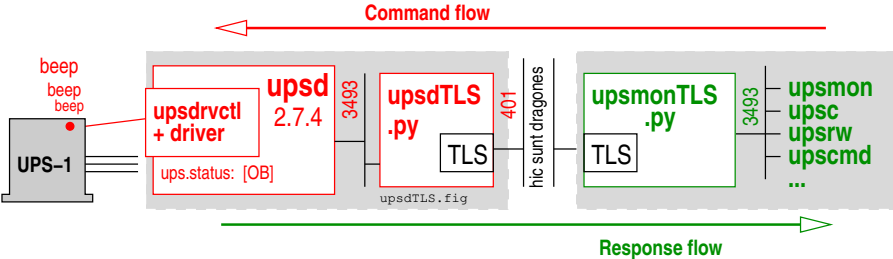 Command flow
beep
beep
beep
UPS–1
upsdrvctl
+ driver
upsd
2.7.4
ups.status: [OB]
3493
upsdTLS
.py
TLS
upsdTLS.fig
401
hic sunt dragones
upsmonTLS
.py
TLS
3493
upsmon
upsc
upsrw
upscmd
...
Response flow